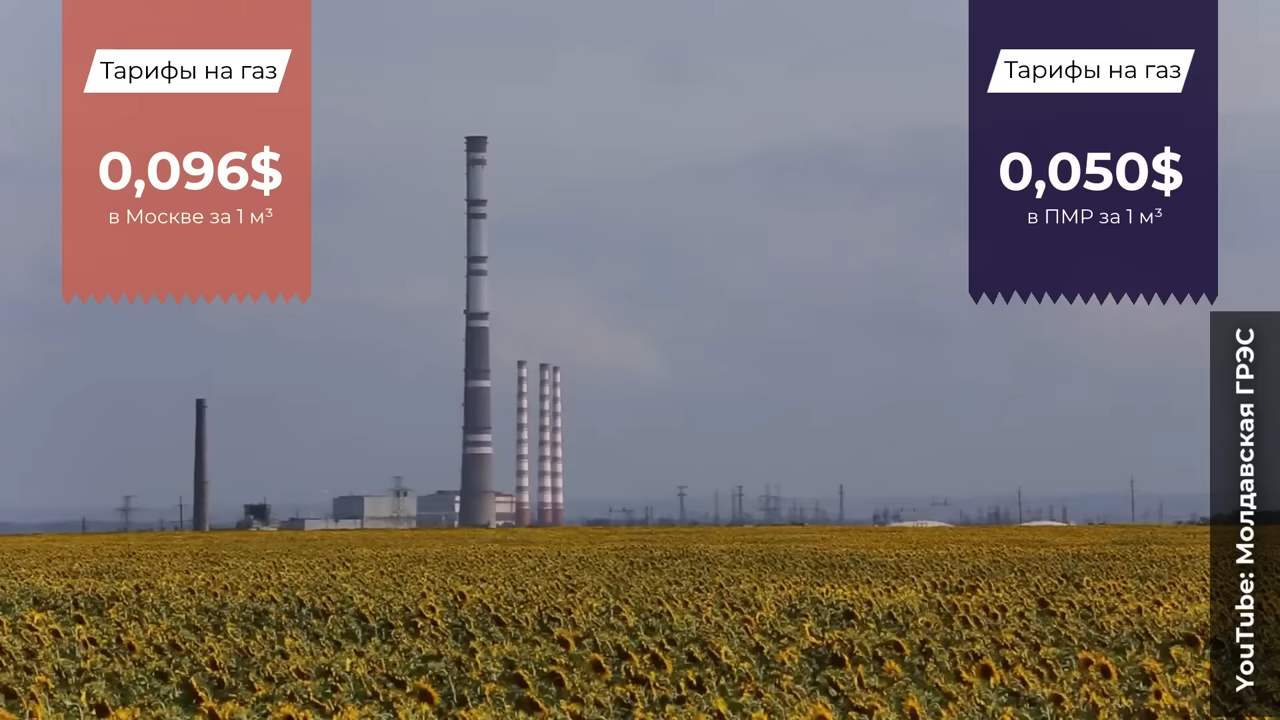 Тарифы на газ
0,096$
в Москве за 1 м³
Тарифы на газ
0,050$
в ПМР за 1 м³
YouTube: Молдавская ГРЭС